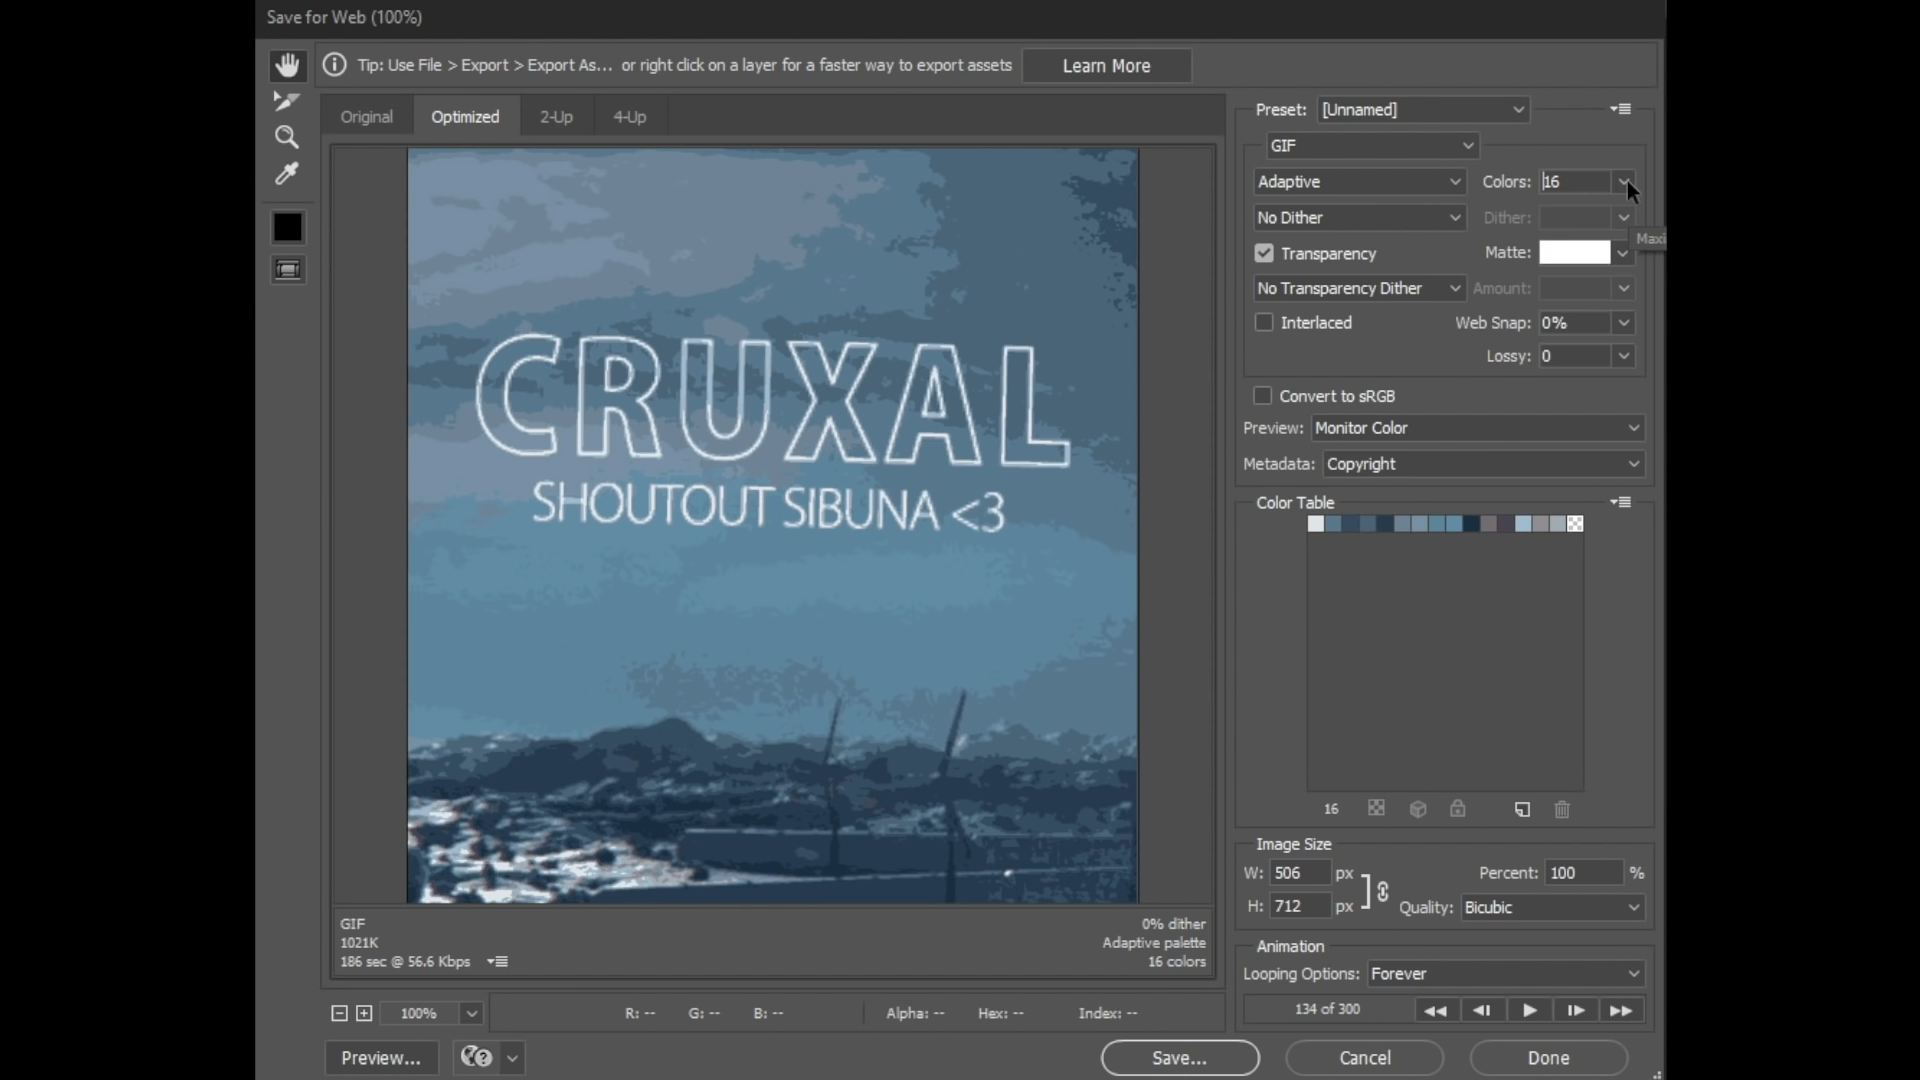 Save for Web (100%)
Tip: Use File > Export > Export As... or right click on a layer for a faster way to export assets
Learn More
Original
Optimized
2-Up
4-Up
CRUXAL
SHOUTOUT SIBUNA <3
GIF
1021K
186 sec @ 56.6 Kbps
0% dither
Adaptive palette
16 colors
100%
R: --
G: --
B: --
Alpha: --
Hex: --
Index: --
Preview...
Save...
Cancel
Done
Preset: [Unnamed]
GIF
Adaptive
Colors: 16
No Dither
Dither:
Maxi
Transparency
Matte:
No Transparency Dither
Amount:
Interlaced
Web Snap: 0%
Lossy: 0
Convert to sRGB
Preview: Monitor Color
Metadata: Copyright
Color Table
16
Image Size
W: 506 px
Percent: 100 %
H: 712 px
Quality: Bicubic
Animation
Looping Options: Forever
134 of 300